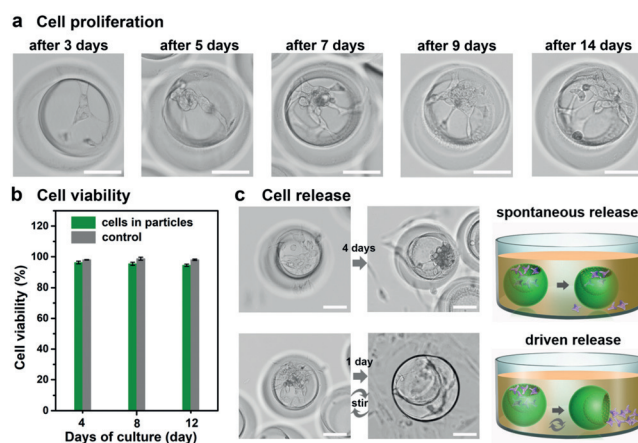 a Cell proliferation
after 3 days after 5 days after 7 days after 9 days after 14 days
b Cell viability
cells in particles
control
120
100
80
60
40
20
0
Cell viability (%)
4 8 12
Days of culture (day)
c Cell release
4 days
spontaneous release
1 day
stir
driven release